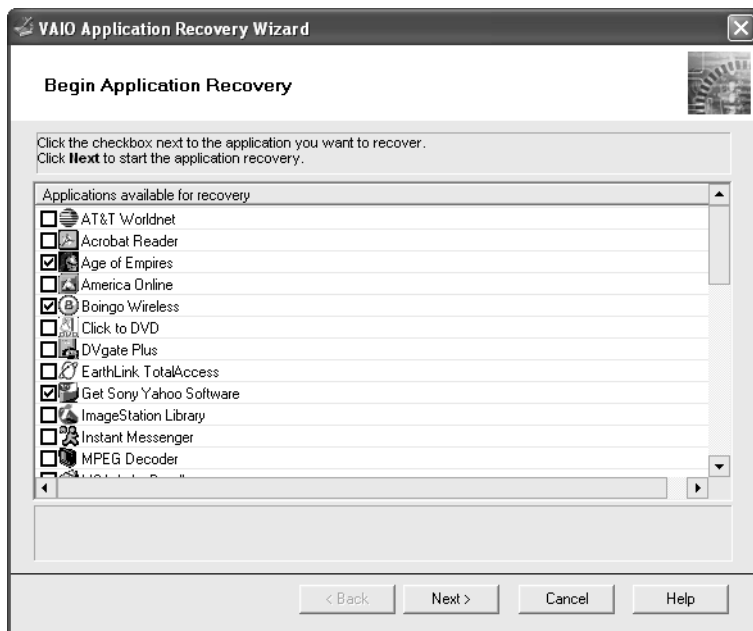 VAIO Application Recovery Wizard
Begin Application Recovery
Click the checkbox next to the application you want to recover.
Click Next to start the application recovery.
Applications available for recovery
AT&T Worldnet
Acrobat Reader
Age of Empires
America Online
Boingo Wireless
Click to DVD
DVgate Plus
EarthLink TotalAccess
Get Sony Yahoo Software
ImageStation Library
Instant Messenger
MPEG Decoder
< Back Next > Cancel Help